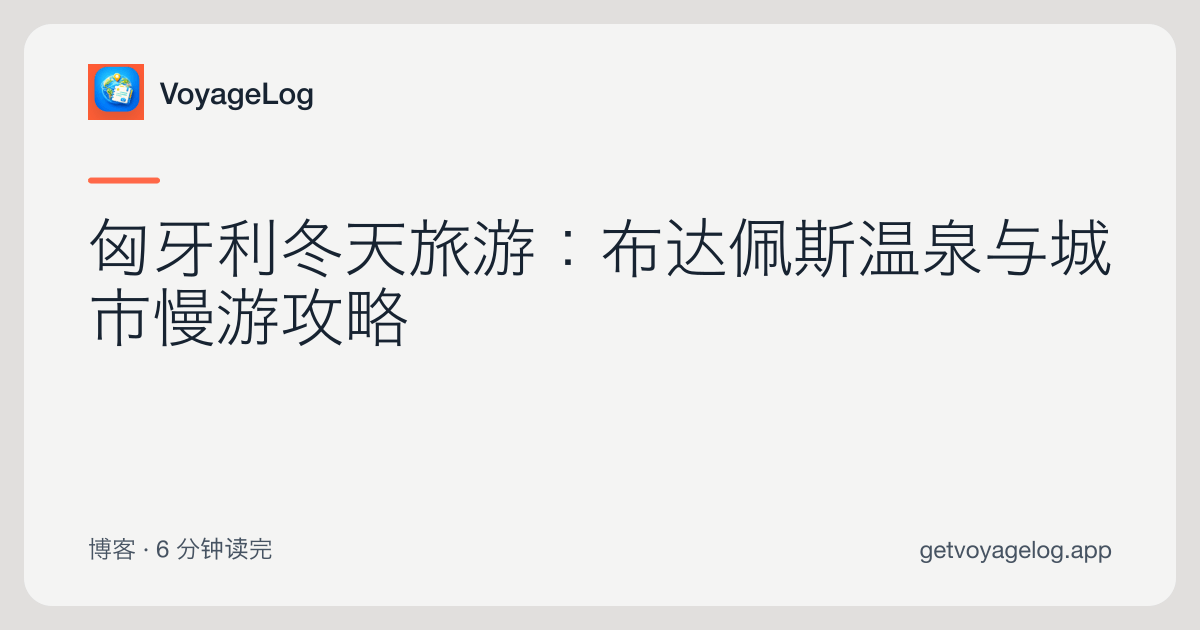 VoyageLog
匈牙利冬天旅游：布达佩斯温泉与城
市慢游攻略
博客 · 6 分钟读完
getvoyagelog.app